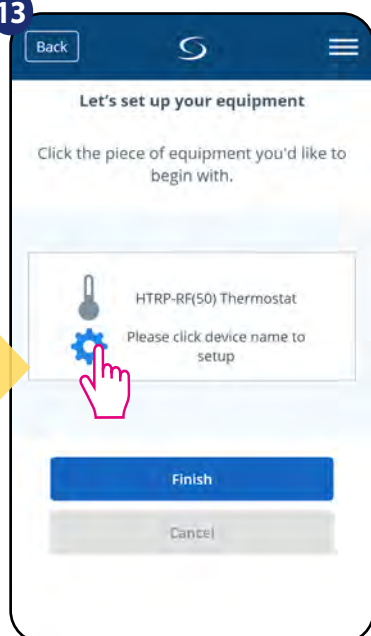 13
Back
Let's set up your equipment
Click the piece of equipment you'd like to
begin with.
HTRP-RF(50) Thermostat
Please click device name to
setup
Finish
Cancel